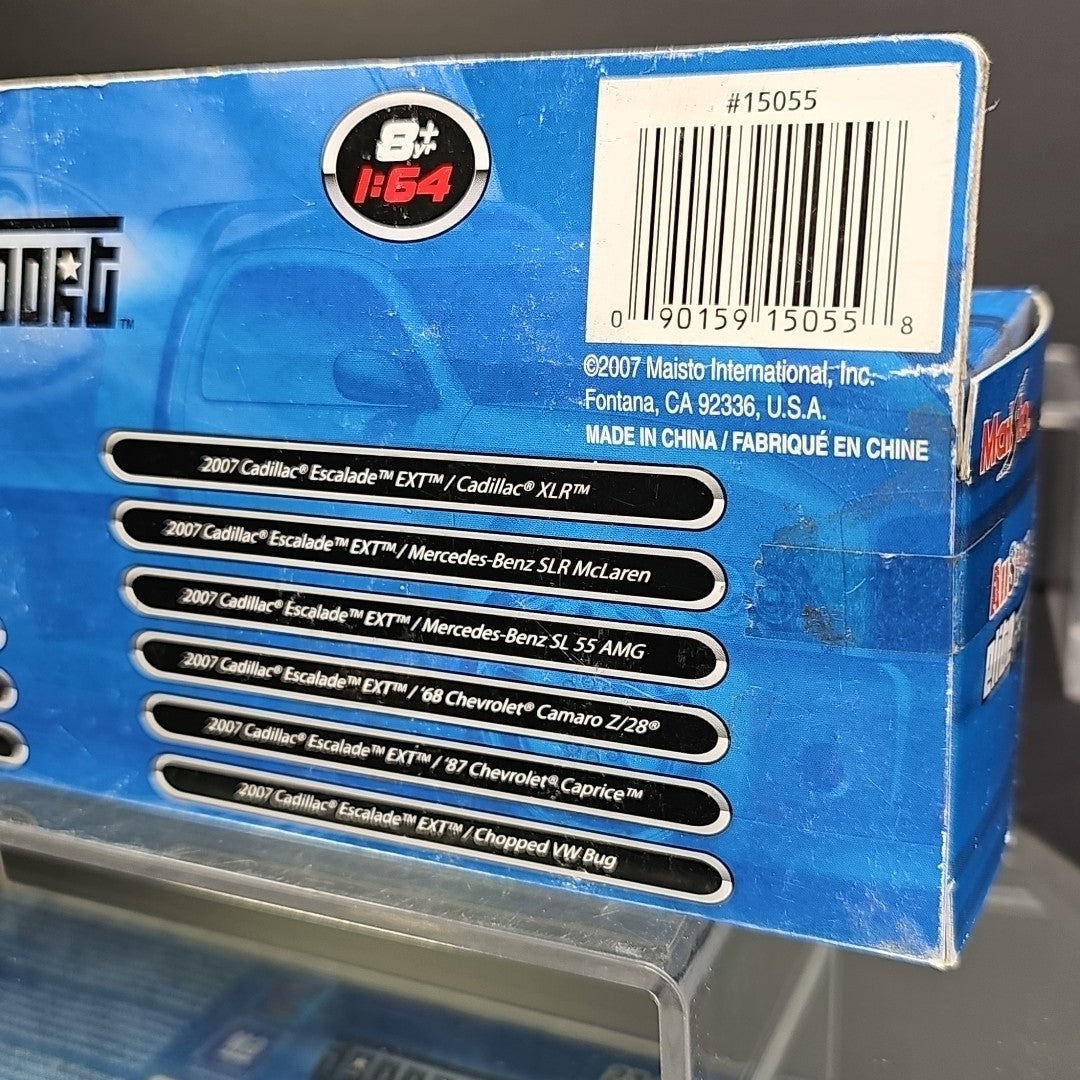 #15055
8+
yr
1:64
0 90159 15055 8
©2007 Maisto International, Inc.
Fontana, CA 92336, U.S.A.
MADE IN CHINA / FABRIQUÉ EN CHINE
2007 Cadillac® Escalade™ EXT™ / Cadillac® XLR™
2007 Cadillac® Escalade™ EXT™ / Mercedes-Benz SLR McLaren
2007 Cadillac® Escalade™ EXT™ / Mercedes-Benz SL 55 AMG
2007 Cadillac® Escalade™ EXT™ / '68 Chevrolet® Camaro Z/28®
2007 Cadillac® Escalade™ EXT™ / '87 Chevrolet® Caprice™
2007 Cadillac® Escalade™ EXT™ / Chopped VW Bug
Maisto